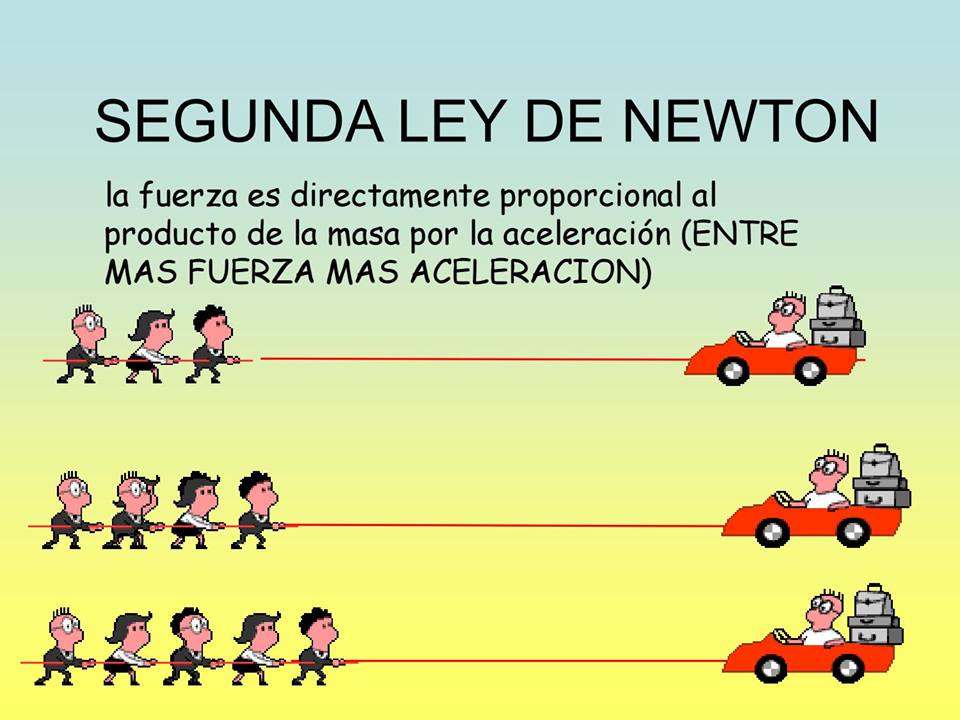 SEGUNDA LEY DE NEWTON
la fuerza es directamente proporcional al
producto de la masa por la aceleración (ENTRE
MAS FUERZA MAS ACELERACION)